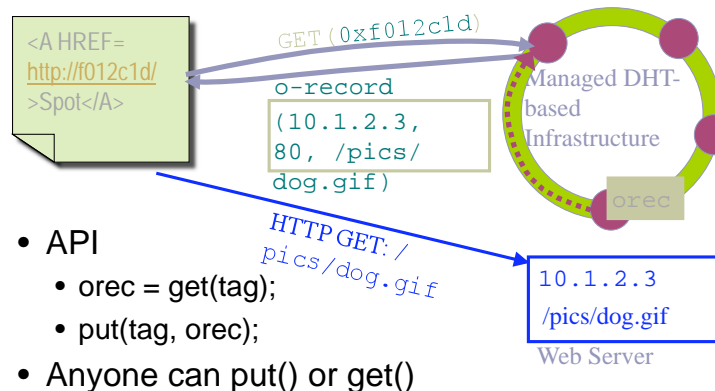 <A HREF=
http://f012c1d/
>Spot</A>
GET(0xf012c1d)
o-record
(10.1.2.3,
80, /pics/
dog.gif)
Managed DHT-
based
Infrastructure
orec
HTTP GET: /
pics/dog.gif
10.1.2.3
/pics/dog.gif
Web Server
• API
• orec = get(tag);
• put(tag, orec);
• Anyone can put() or get()